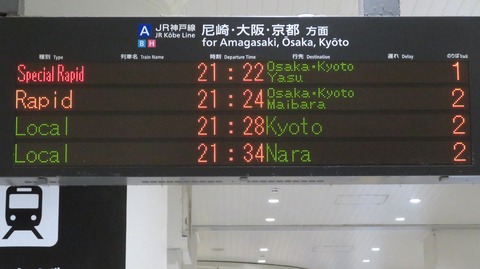 A JR神戸線 尼崎・大阪・京都 方面
B H JR Kōbe Line for Amagasaki, Osaka, Kyōto
種別 Type 列車名 Train Name 時刻 Departure Time 行先 Destination 遅れ Delay のりば Track
Special Rapid 21:22 Osaka・Kyoto Yasu 1
Rapid 21:24 Osaka・Kyoto Maibara 2
Local 21:28 Kyoto 2
Local 21:34 Nara 2